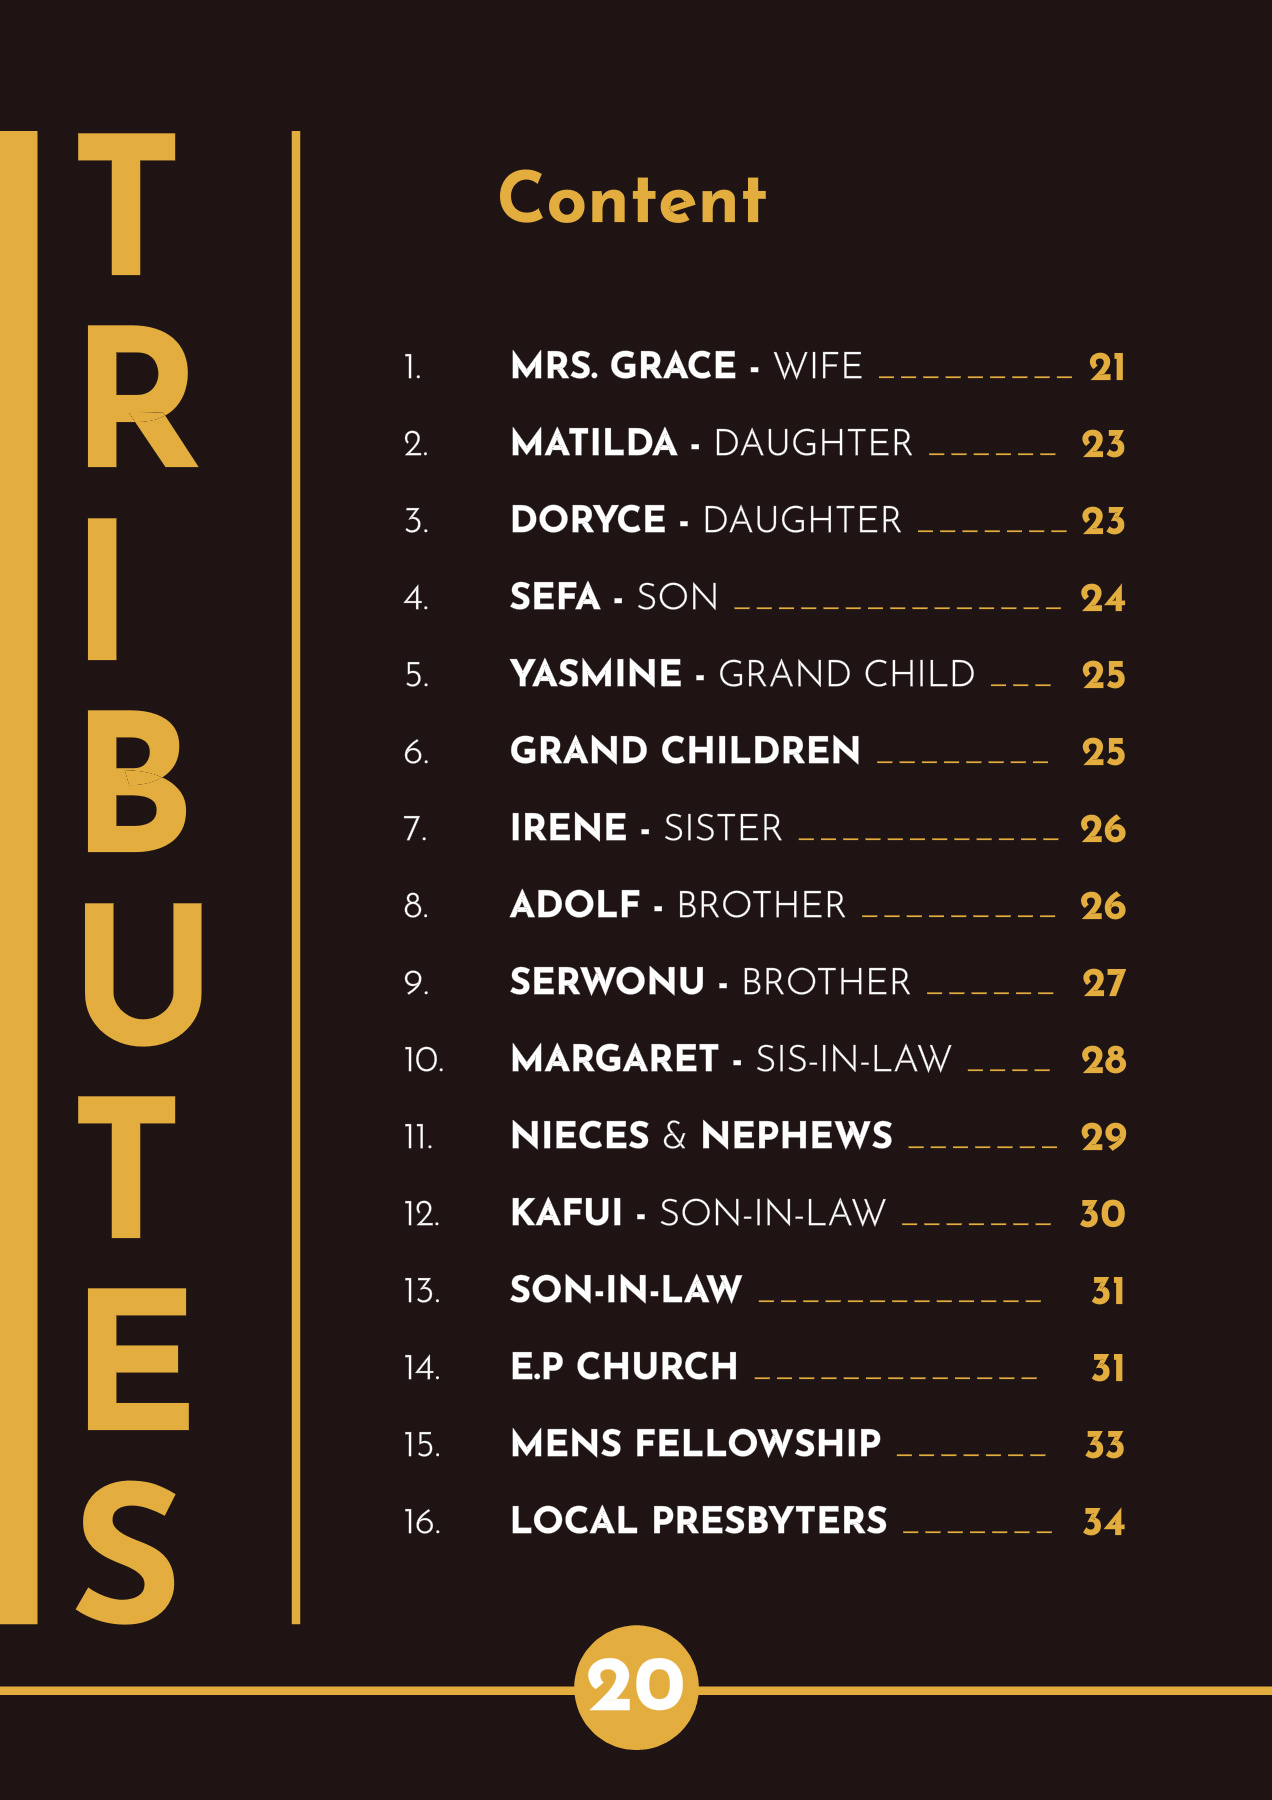 TRIBUTES
Content
1. MRS. GRACE - WIFE _________ 21
2. MATILDA - DAUGHTER ______ 23
3. DORYCE - DAUGHTER _______ 23
4. SEFA - SON _______________ 24
5. YASMINE - GRAND CHILD ___ 25
6. GRAND CHILDREN ________ 25
7. IRENE - SISTER ____________ 26
8. ADOLF - BROTHER _________ 26
9. SERWONU - BROTHER ______ 27
10. MARGARET - SIS-IN-LAW ____ 28
11. NIECES & NEPHEWS _______ 29
12. KAFUI - SON-IN-LAW _______ 30
13. SON-IN-LAW _____________ 31
14. E.P CHURCH _____________ 31
15. MENS FELLOWSHIP _______ 33
16. LOCAL PRESBYTERS _______ 34
20